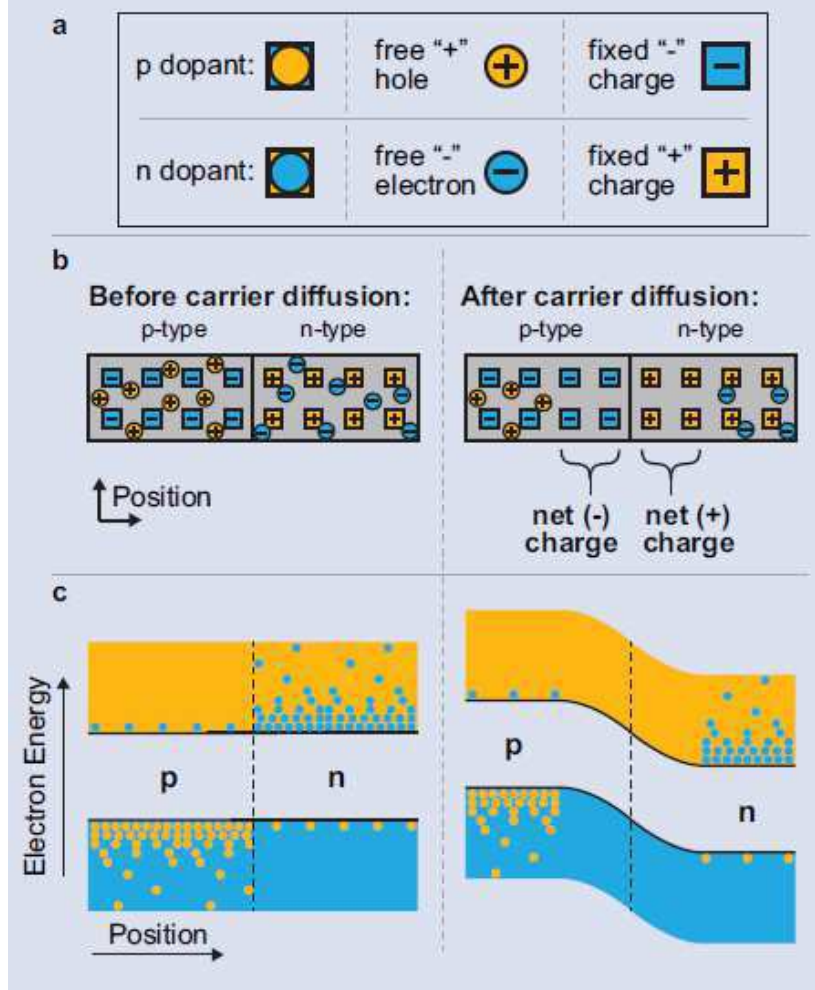 a
p dopant:
free “+”
hole
+
fixed “-”
charge
-
n dopant:
free “-”
electron
-
fixed “+”
charge
+
b
Before carrier diffusion:
p-type
n-type
After carrier diffusion:
p-type
n-type
Position
net (-)
charge
net (+)
charge
c
Electron Energy
p
n
Position
p
n